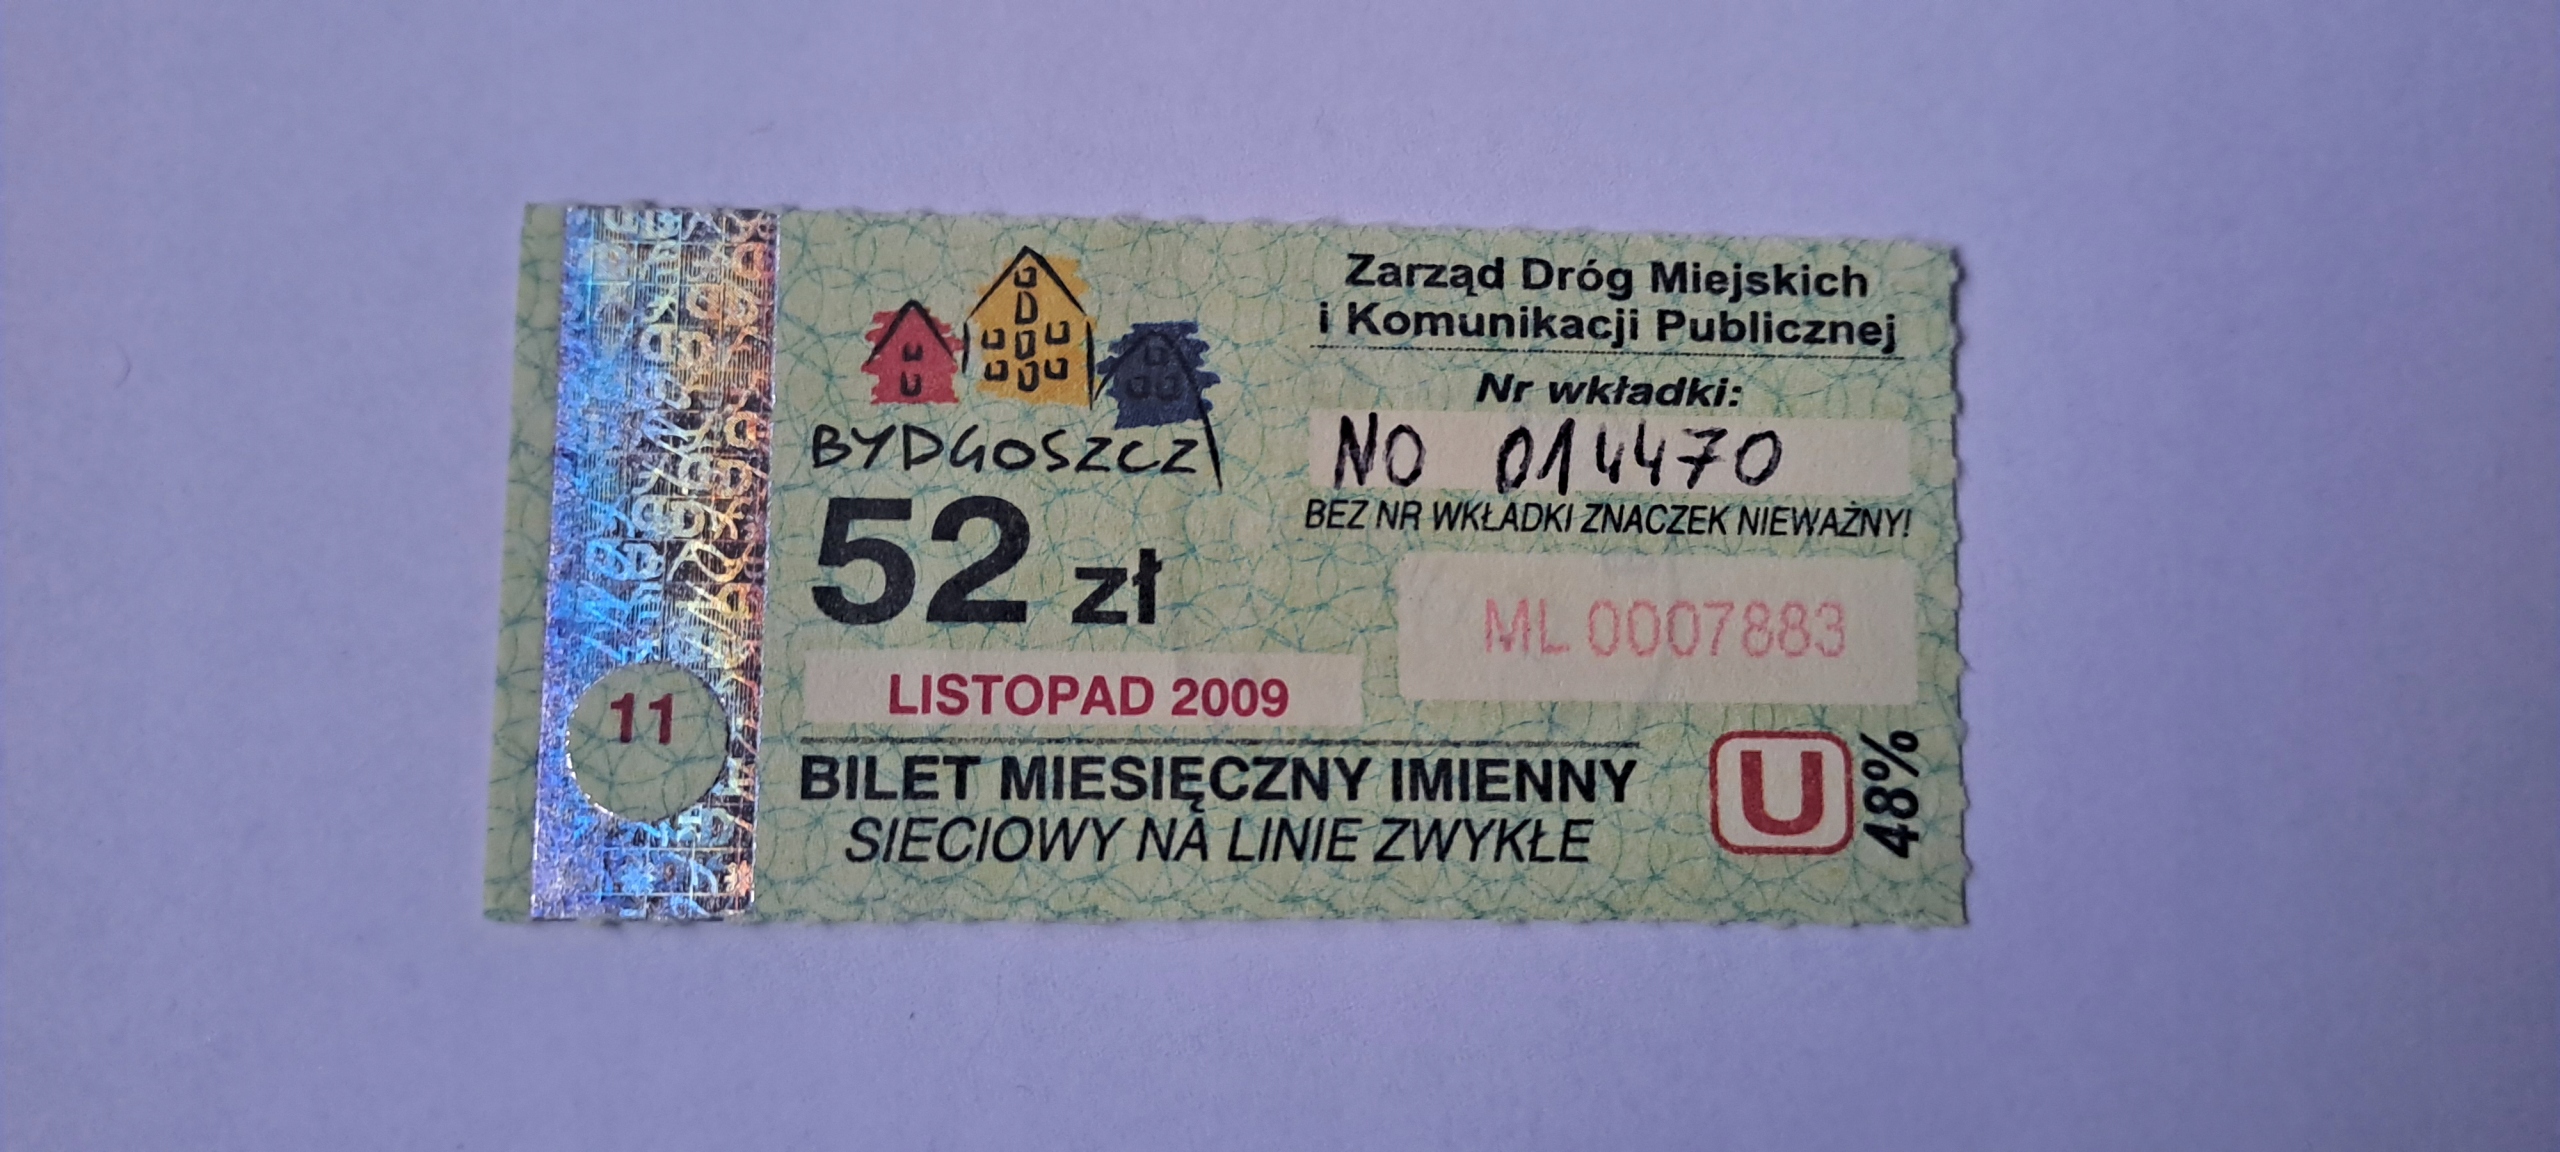 BYDGOSZCZ
52 zł
LISTOPAD 2009
11
Zarząd Dróg Miejskich
i Komunikacji Publicznej
Nr wkładki:
NO 014470
BEZ NR WKŁADKI ZNACZEK NIEWAŻNY!
ML 0007883
BILET MIESIĘCZNY IMIENNY
SIECIOWY NA LINIE ZWYKŁE
U
48%